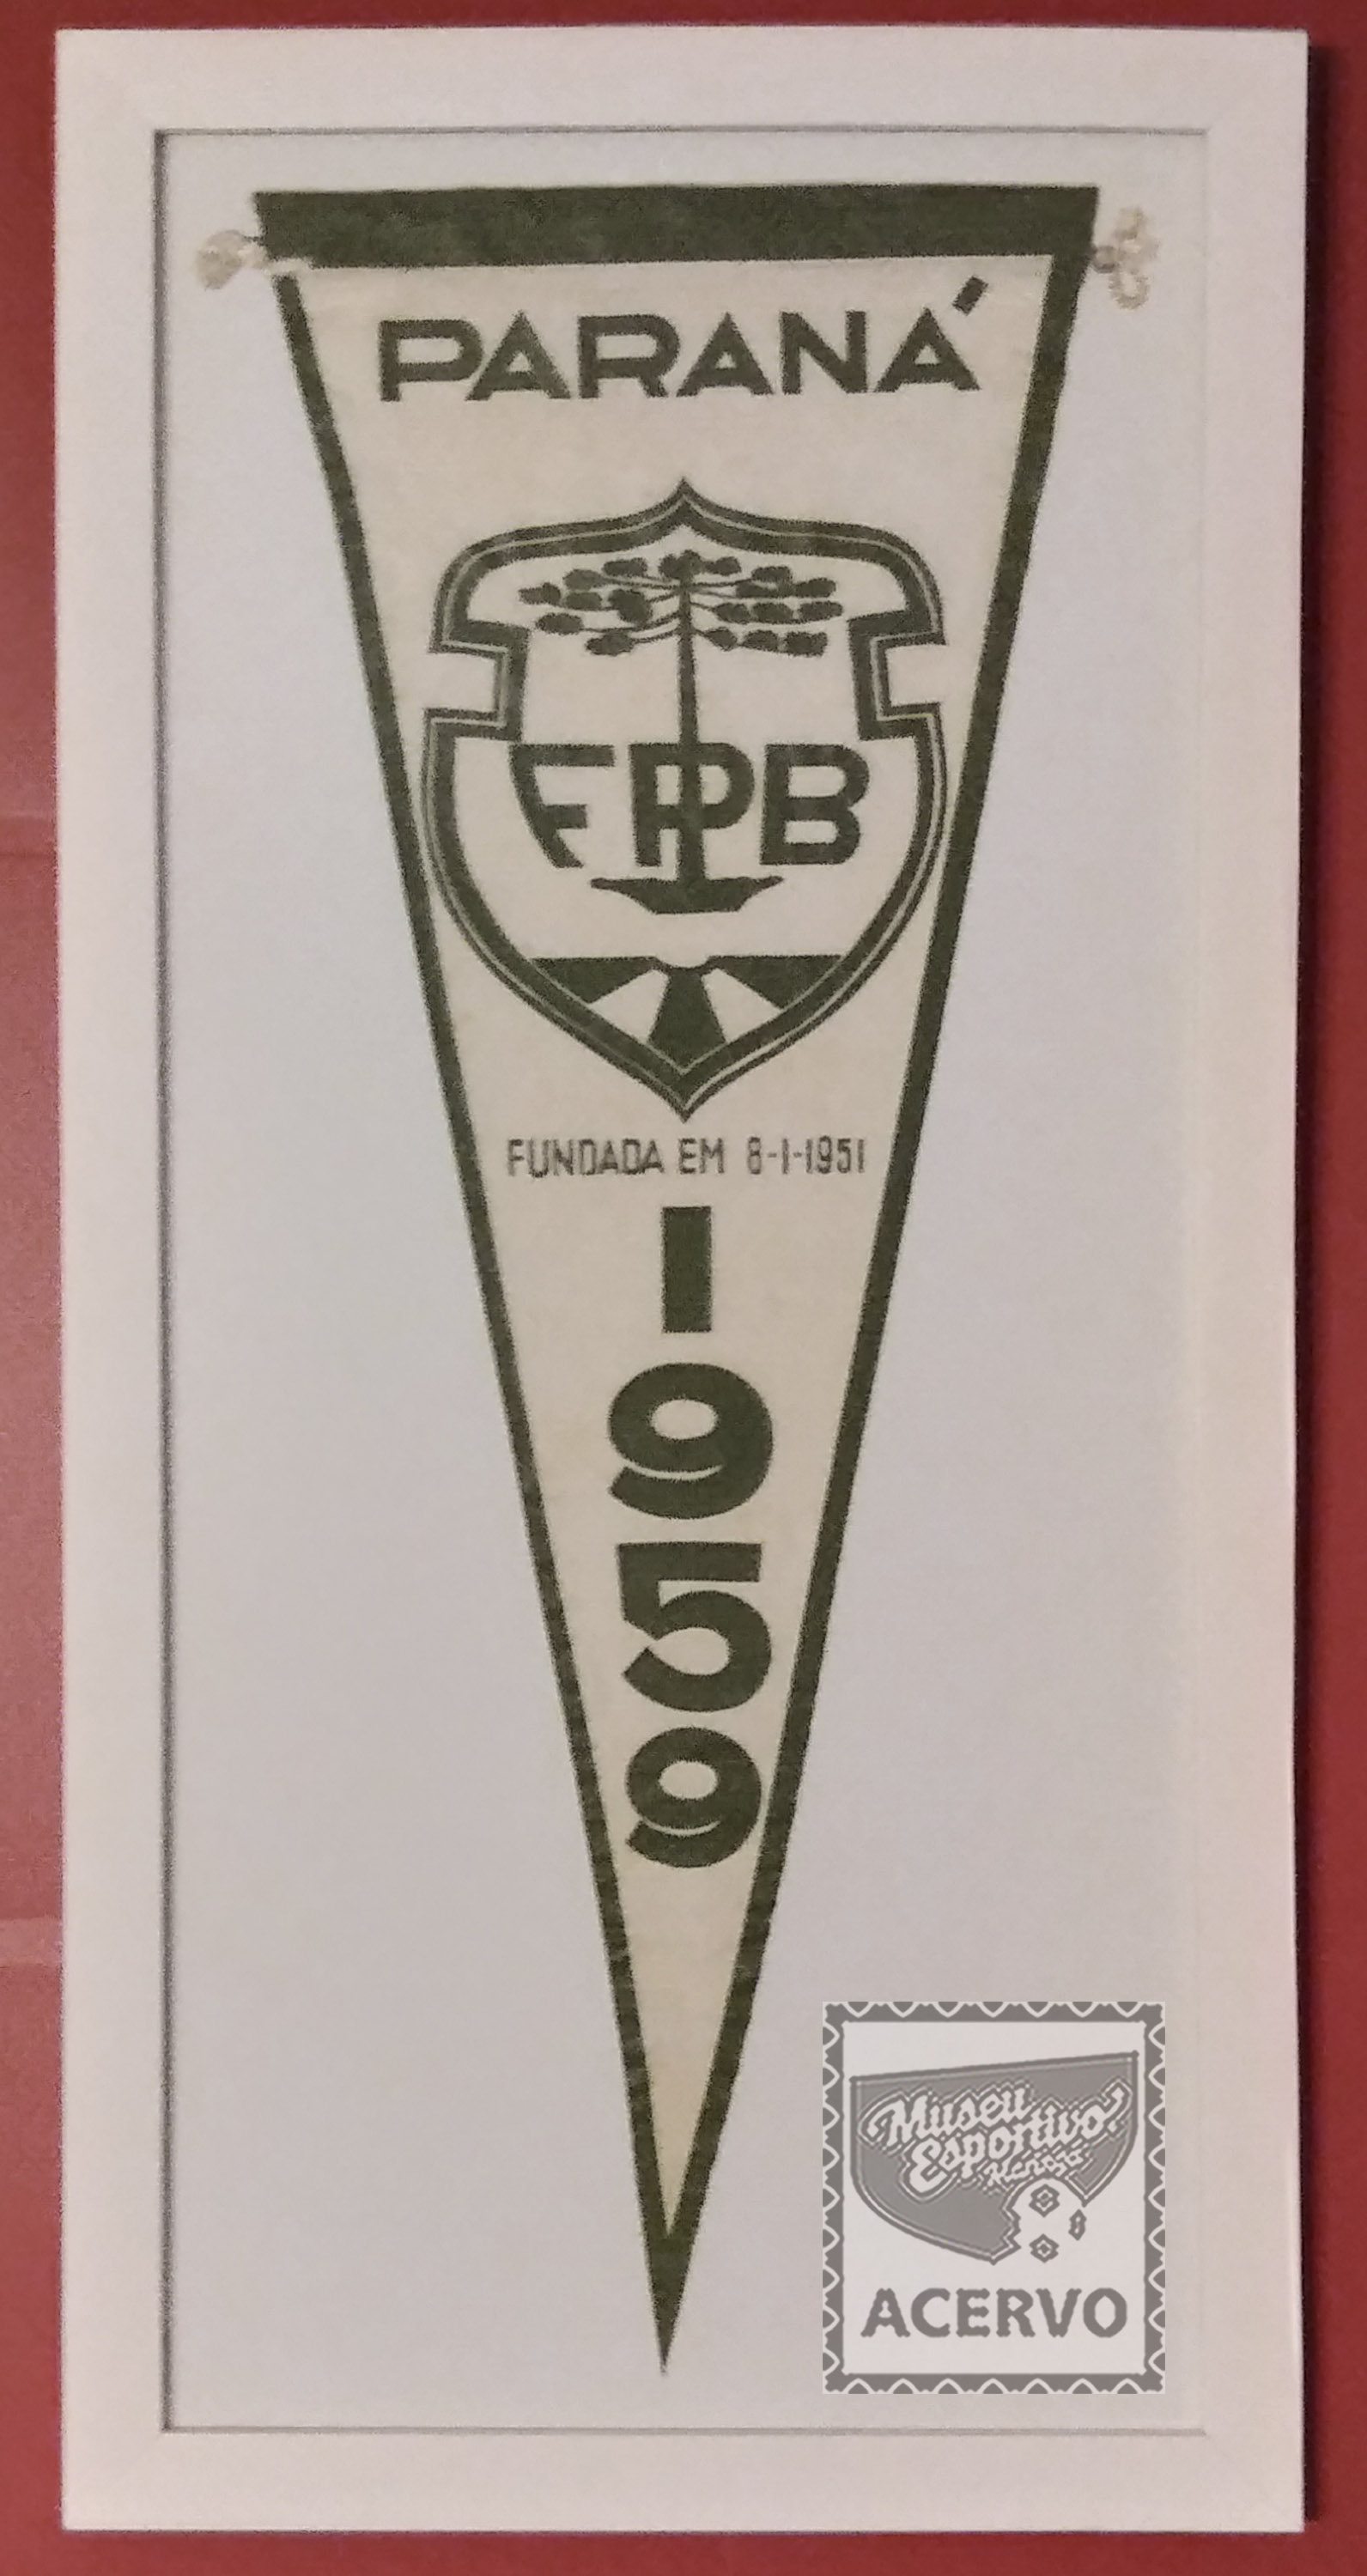 PARANÁ
FPB
FUNDADA EM 8-1-1951
1959
Museu
Esportivo
ACERVO